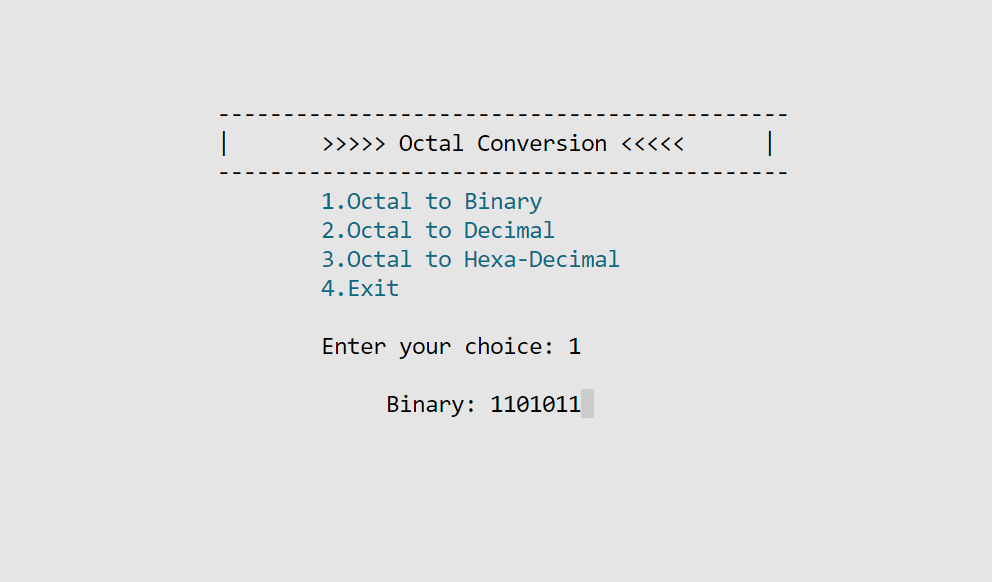 --------------------------------------------
|       >>>>> Octal Conversion <<<<<      |
--------------------------------------------
1.Octal to Binary
2.Octal to Decimal
3.Octal to Hexa-Decimal
4.Exit
Enter your choice: 1
Binary: 1101011